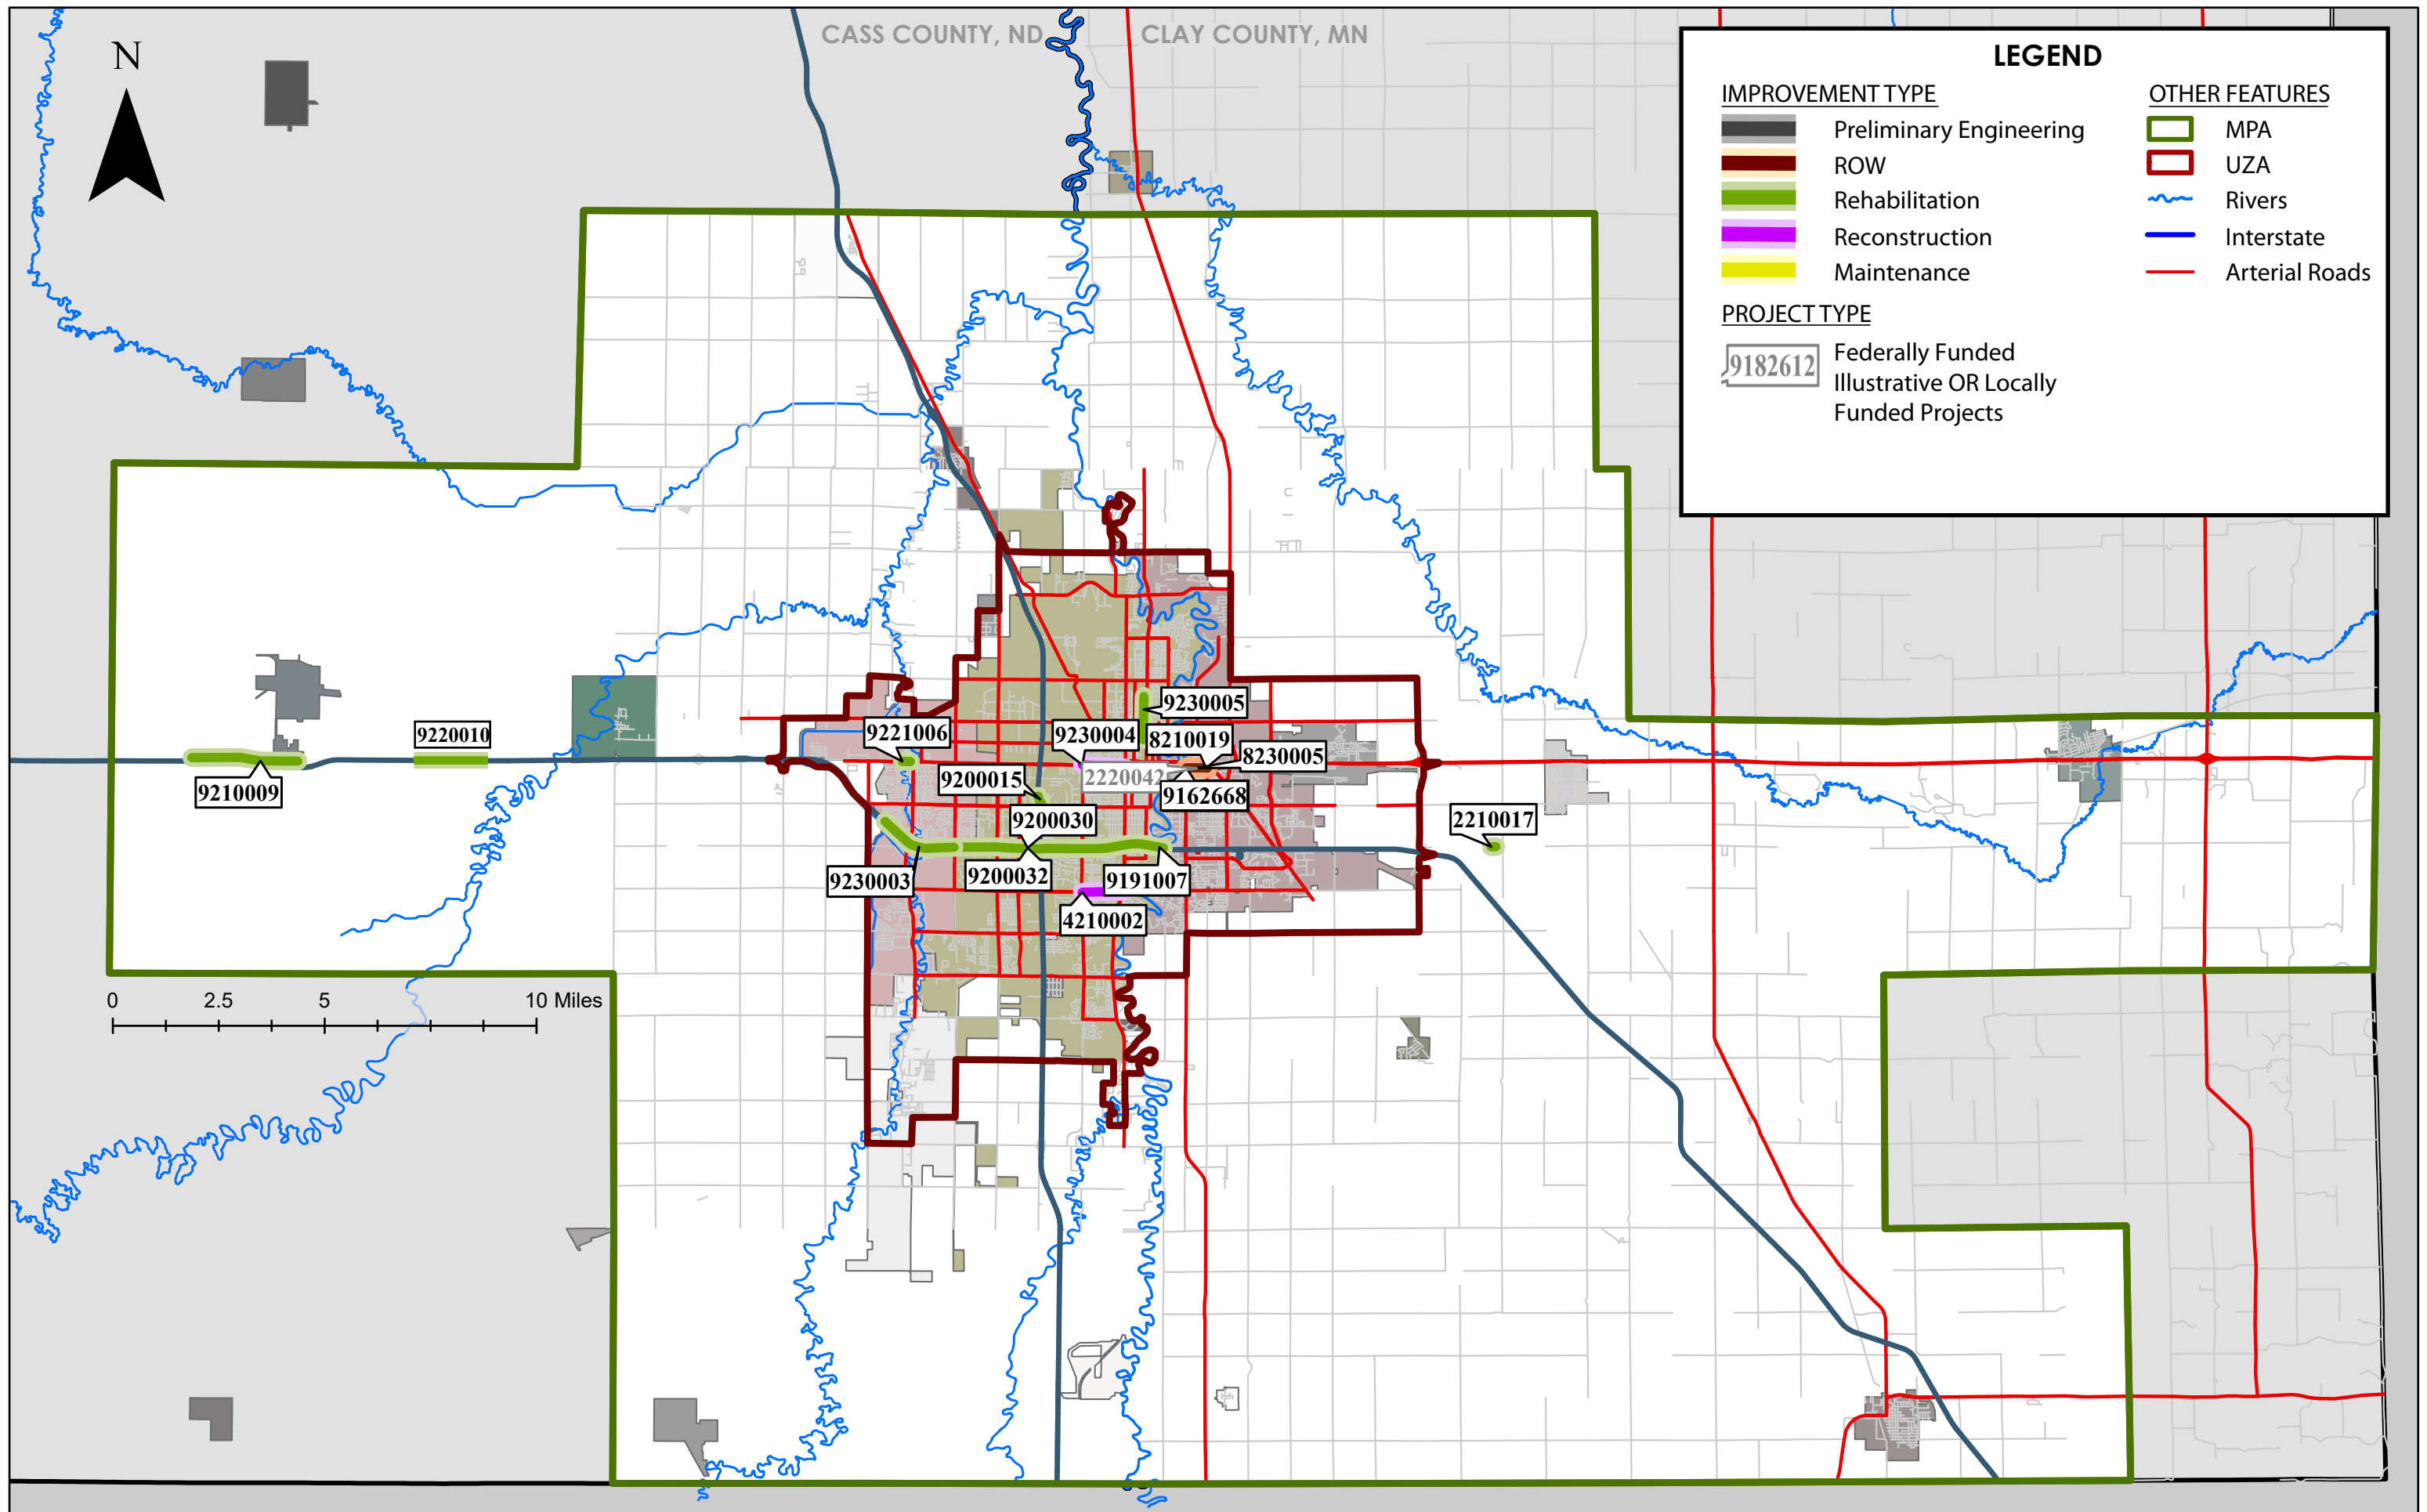 CASS COUNTY, ND
CLAY COUNTY, MN
N
LEGEND
IMPROVEMENT TYPE
Preliminary Engineering
ROW
Rehabilitation
Reconstruction
Maintenance
PROJECT TYPE
9182612
Federally Funded
Illustrative OR Locally
Funded Projects
OTHER FEATURES
MPA
UZA
Rivers
Interstate
Arterial Roads
9230005
9221006
9230004
8210019
8230005
9220010
2220042
9200015
9162668
9210009
9200030
2210017
9230003
9200032
9191007
4210002
0
2.5
5
10 Miles